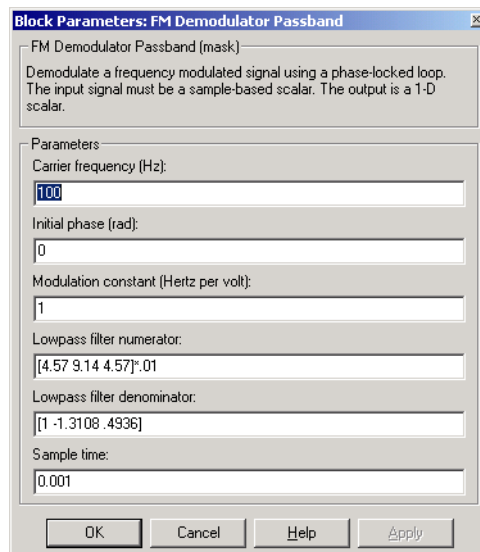 Block Parameters: FM Demodulator Passband
FM Demodulator Passband (mask)
Demodulate a frequency modulated signal using a phase-locked loop.
The input signal must be a sample-based scalar. The output is a 1-D
scalar.
Parameters
Carrier frequency (Hz):
100
Initial phase (rad):
0
Modulation constant (Hertz per volt):
1
Lowpass filter numerator:
[4.57 9.14 4.57]*.01
Lowpass filter denominator:
[1 -1.3108 .4936]
Sample time:
0.001
OK Cancel Help Apply